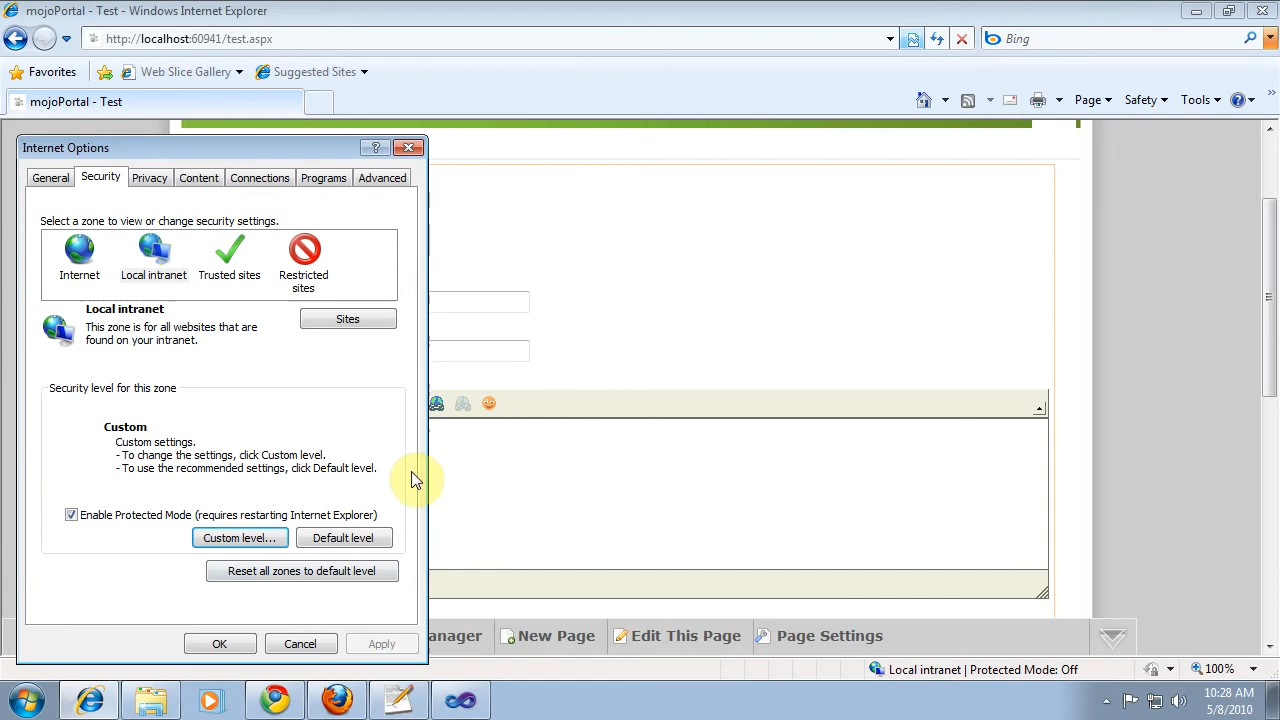 mojoPortal - Test - Windows Internet Explorer
http://localhost:60941/test.aspx
Bing
Favorites
Web Slice Gallery
Suggested Sites
mojoPortal - Test
Page
Safety
Tools
Internet Options
General
Security
Privacy
Content
Connections
Programs
Advanced
Select a zone to view or change security settings.
Internet
Local intranet
Trusted sites
Restricted
sites
Local intranet
This zone is for all websites that are
found on your intranet.
Sites
Security level for this zone
Custom
Custom settings.
- To change the settings, click Custom level.
- To use the recommended settings, click Default level.
Enable Protected Mode (requires restarting Internet Explorer)
Custom level...
Default level
Reset all zones to default level
OK
Cancel
Apply
anager
New Page
Edit This Page
Page Settings
Local intranet | Protected Mode: Off
100%
10:28 AM
5/8/2010